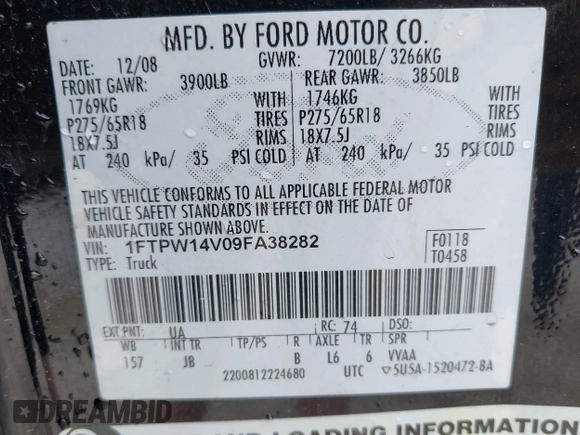 MFD. BY FORD MOTOR CO.
DATE: 12/08 GVWR: 7200LB/ 3266KG
FRONT GAWR: 3900LB REAR GAWR: 3850LB
1769KG WITH 1746KG WITH
P275/65R18 TIRES P275/65R18 TIRES
18X7.5J RIMS 18X7.5J RIMS
AT 240 kPa/ 35 PSI COLD AT 240 kPa/ 35 PSI COLD
THIS VEHICLE CONFORMS TO ALL APPLICABLE FEDERAL MOTOR
VEHICLE SAFETY STANDARDS IN EFFECT ON THE DATE OF
MANUFACTURE SHOWN ABOVE.
VIN: 1FTPW14V09FA38282 F0118
TYPE: Truck T0458
EXT PNT: UA RC: 74 DSO:
WB INT TR TP/PS R AXLE TR SPR
157 JB B L6 6 VVAA
2200812224680 UTC ▽5U5A-1520472-BA
DREAMBID
AND LOADING INFORMATION